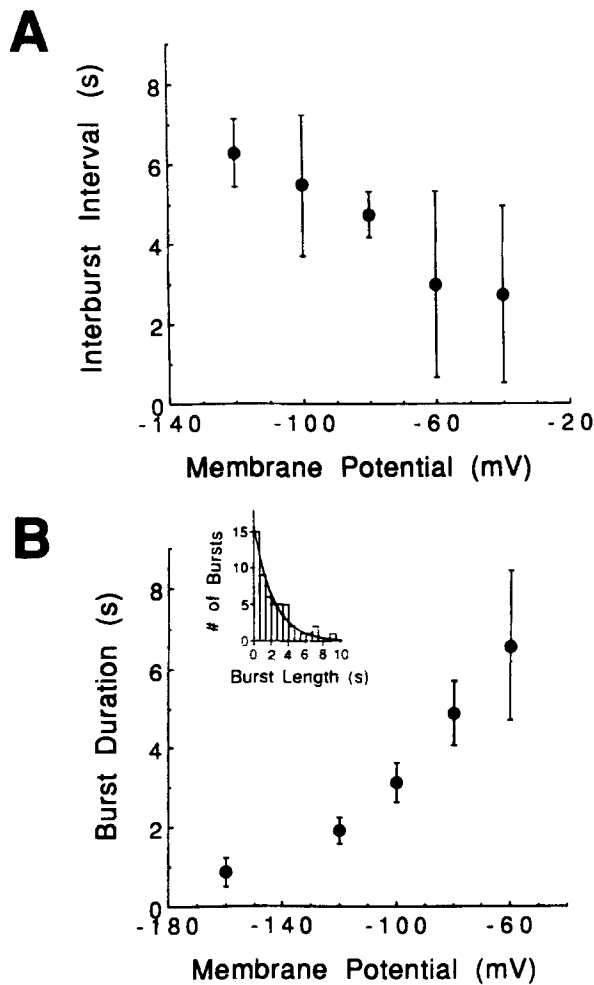 A
Interburst Interval (s)
8
6
4
2
0
-140 -100 -60 -20
Membrane Potential (mV)
B
Burst Duration (s)
8
6
4
2
0
# of Bursts
15
10
5
0
0 2 4 6 8 10
Burst Length (s)
-180 -140 -100 -60
Membrane Potential (mV)